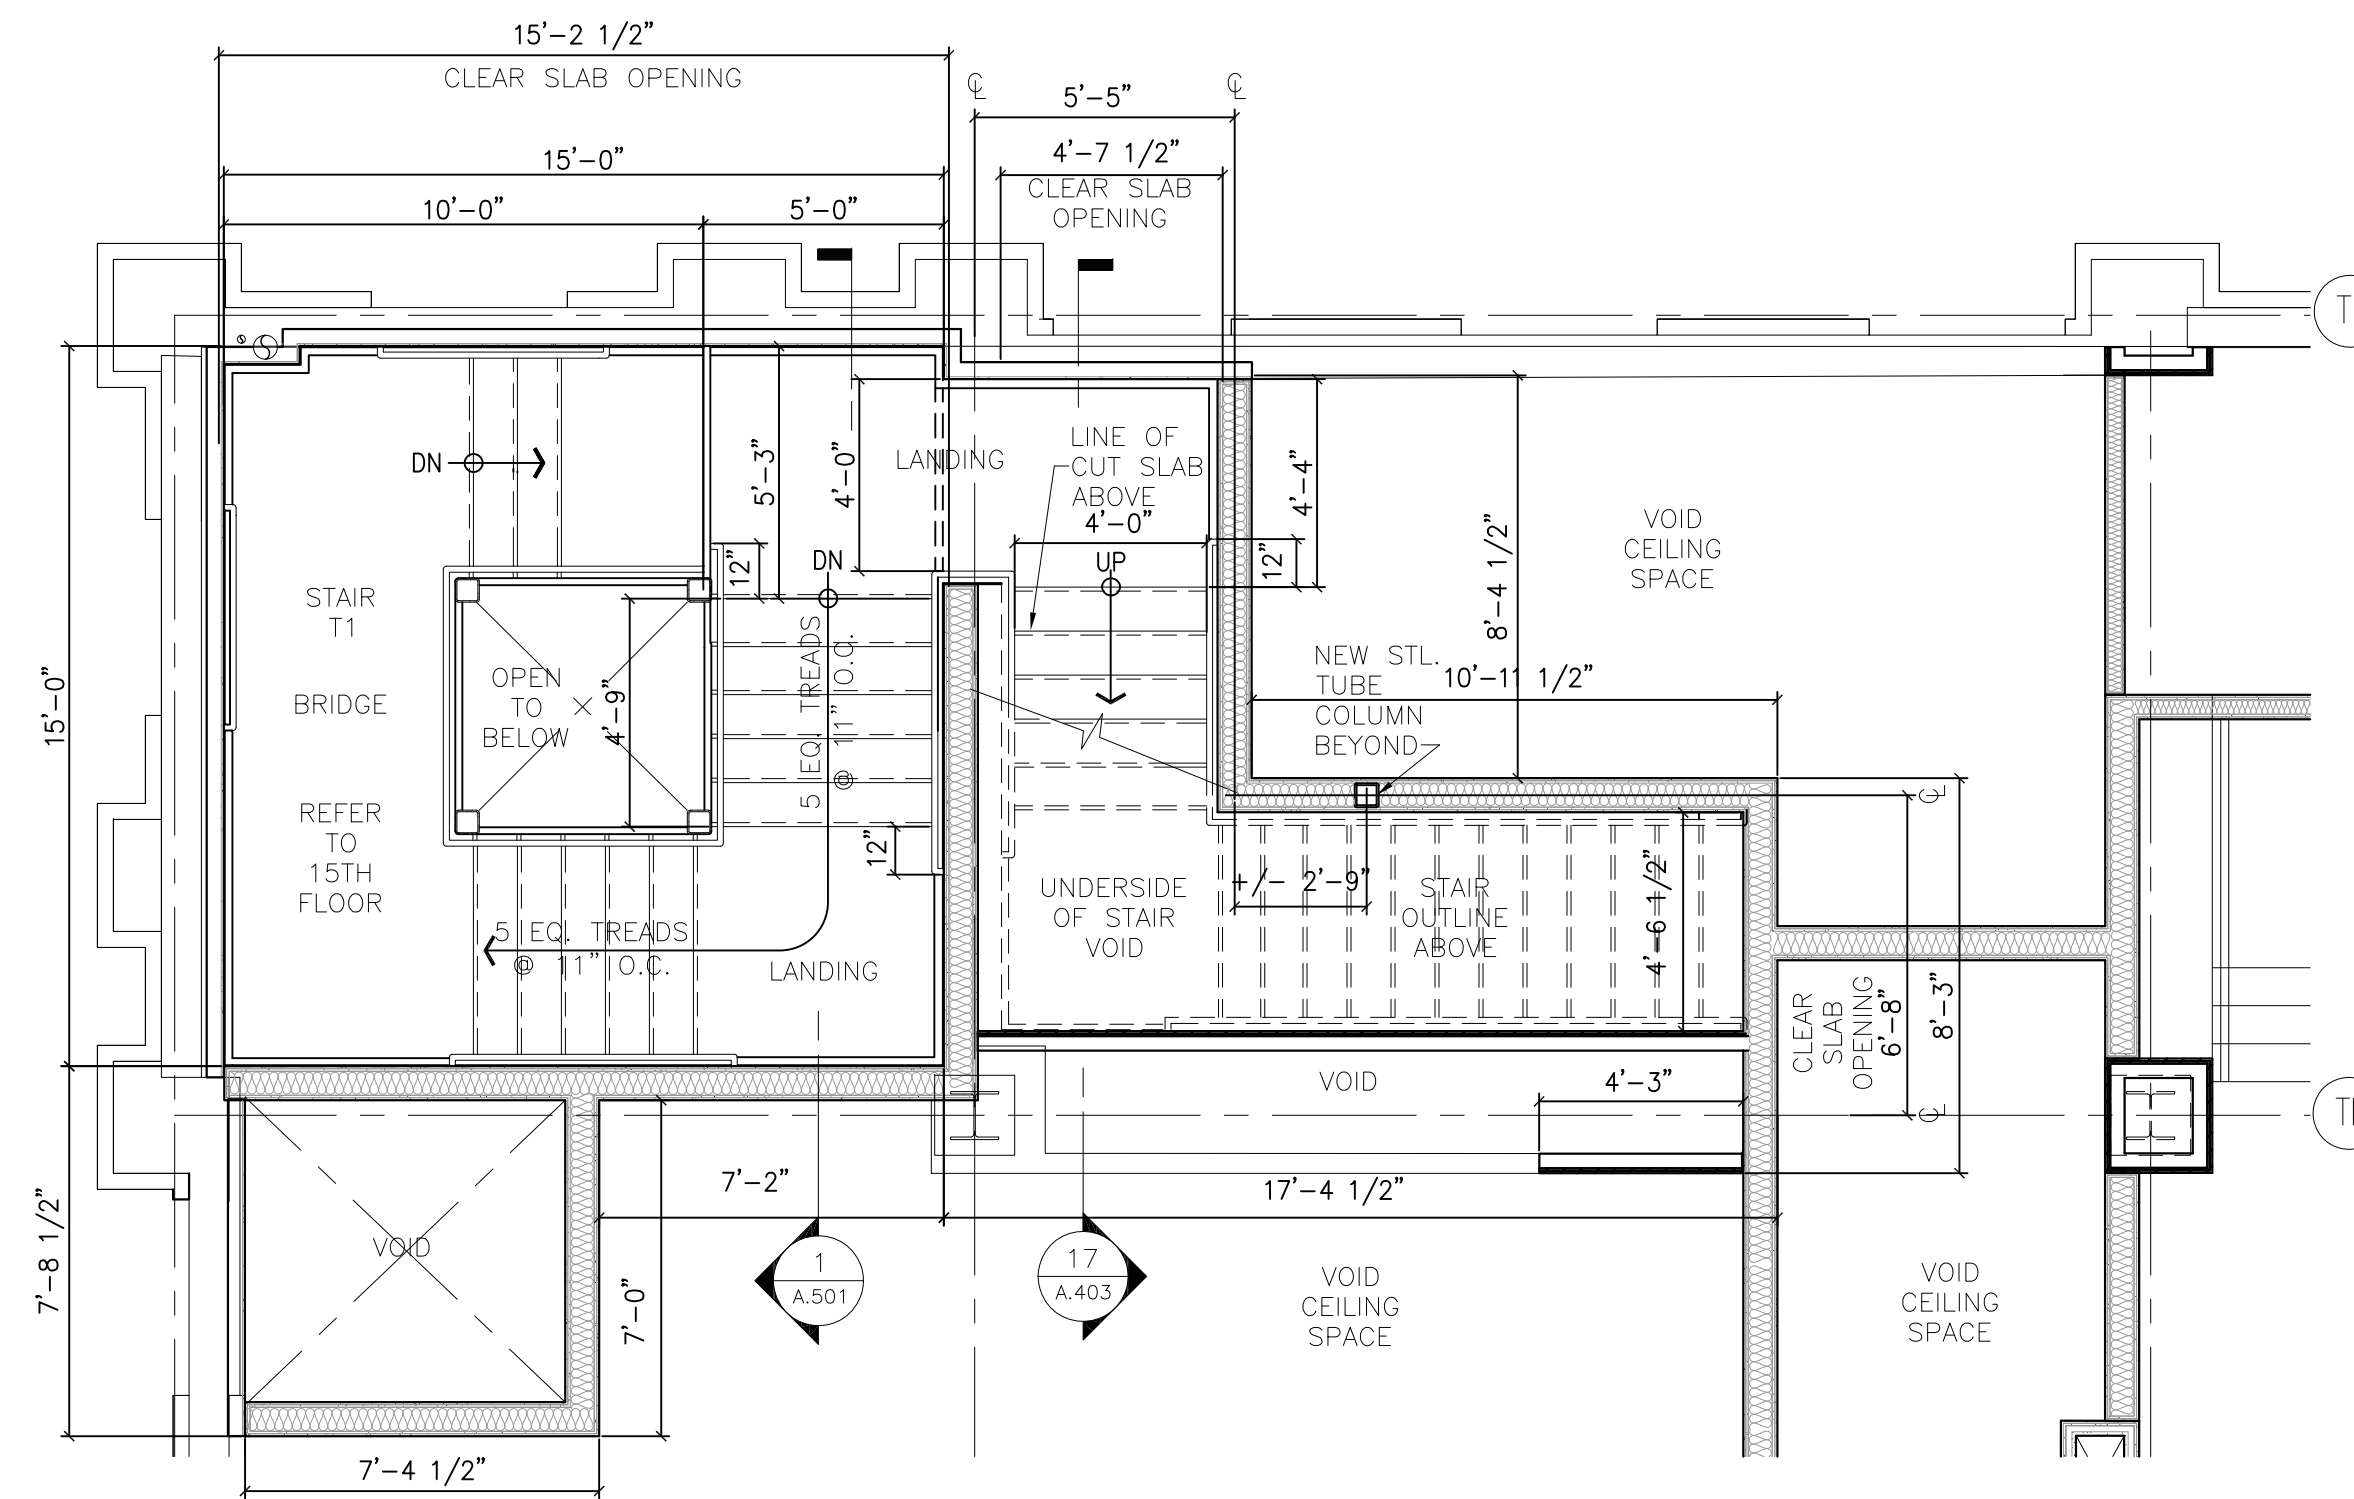 15'-2 1/2"
CLEAR SLAB OPENING
℄
℄
5'-5"
15'-0"
4'-7 1/2"
CLEAR SLAB
OPENING
10'-0"
5'-0"
DN
5'-3"
4'-0"
LANDING
LINE OF
CUT SLAB
ABOVE
4'-0"
4'-4"
12"
DN
UP
12"
8'-4 1/2"
VOID
CEILING
SPACE
STAIR
T1
BRIDGE
REFER
TO
15TH
FLOOR
15'-0"
OPEN
TO
BELOW
4'-9"
5 EQ. TREADS
@ 11" O.C.
NEW STL.
TUBE
COLUMN
BEYOND
10'-11 1/2"
℄
12"
5 EQ. TREADS
@ 11" O.C.
LANDING
UNDERSIDE
OF STAIR
VOID
+/- 2'-9"
STAIR
OUTLINE
ABOVE
4'-6 1/2"
CLEAR
SLAB
OPENING
6'-8"
8'-3"
℄
VOID
4'-3"
7'-2"
17'-4 1/2"
7'-8 1/2"
VOID
7'-0"
1
A.501
17
A.403
VOID
CEILING
SPACE
VOID
CEILING
SPACE
7'-4 1/2"